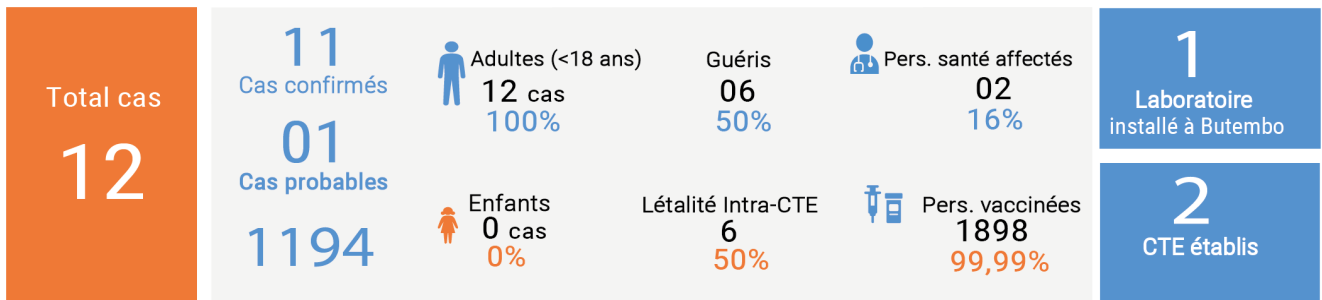 Total cas
12
11
Cas confirmés
01
Cas probables
1194
Adultes (<18 ans)
12 cas
100%
Guéris
06
50%
Pers. santé affectés
02
16%
Enfants
0 cas
0%
Létalité Intra-CTE
6
50%
Pers. vaccinées
1898
99,99%
1
Laboratoire
installé à Butembo
2
CTE établis